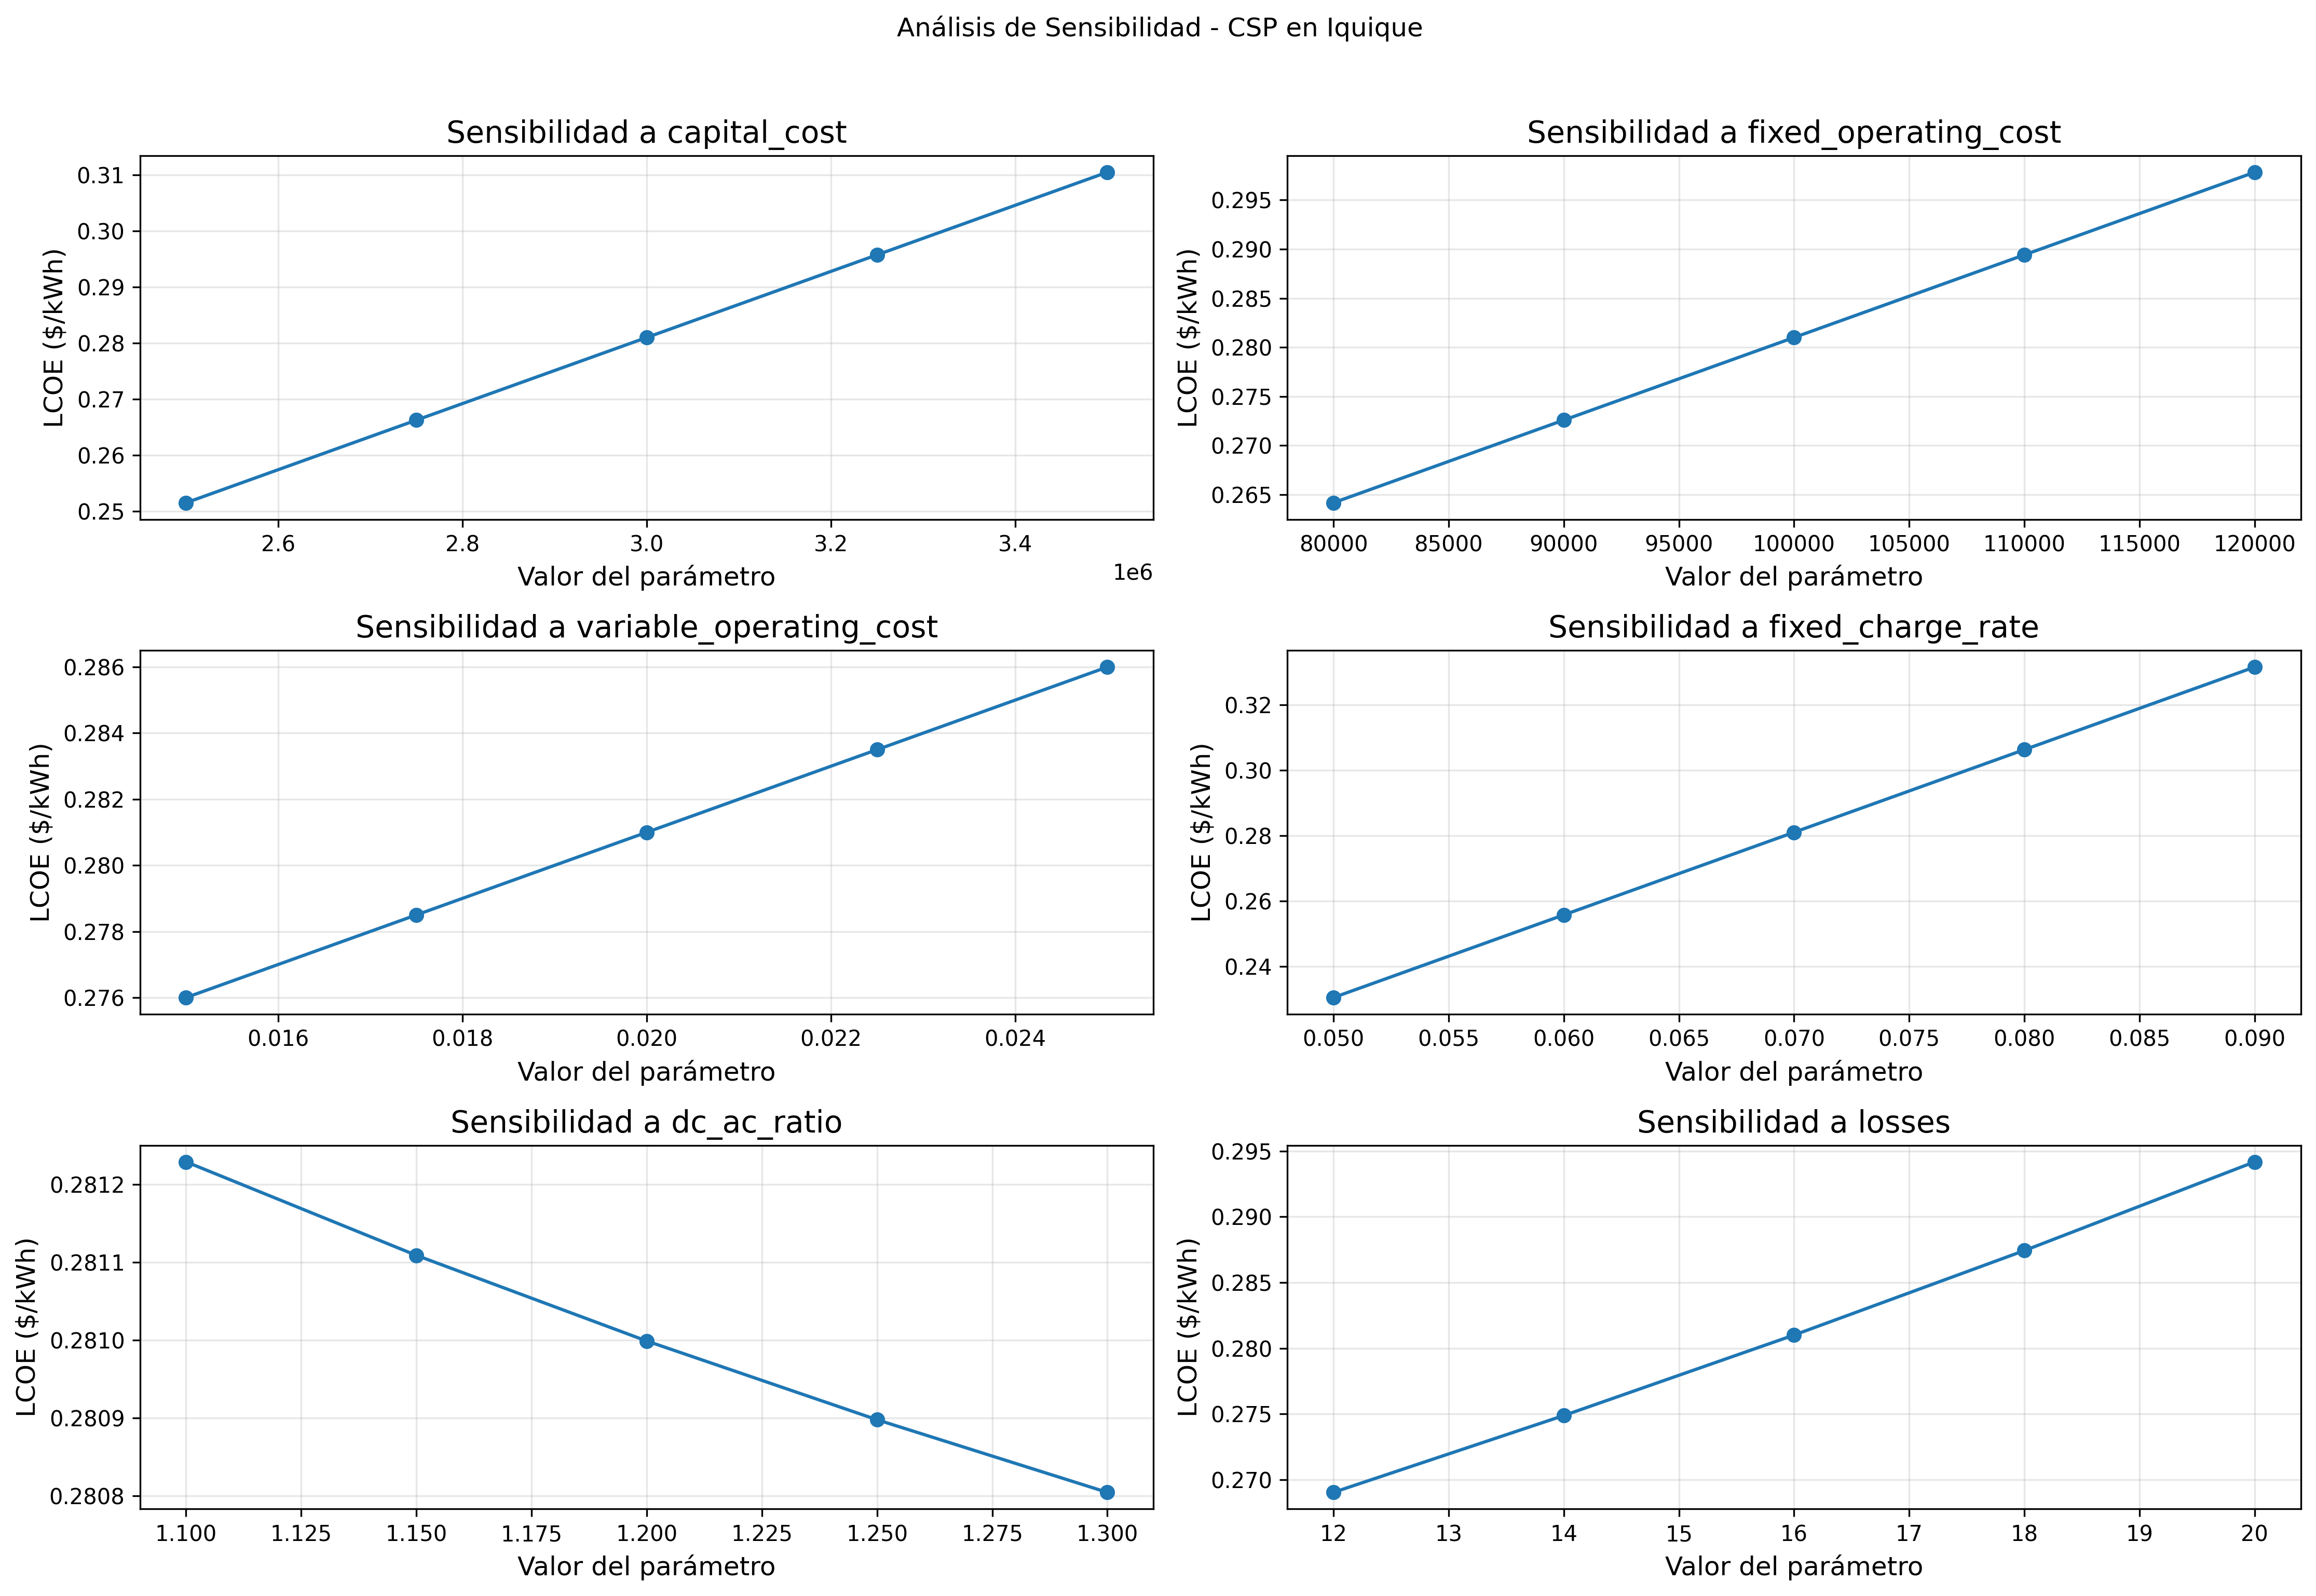 Análisis de Sensibilidad - CSP en Iquique
Sensibilidad a capital_cost
LCOE ($/kWh)
0.31
0.30
0.29
0.28
0.27
0.26
0.25
2.6 2.8 3.0 3.2 3.4
1e6
Valor del parámetro
Sensibilidad a fixed_operating_cost
LCOE ($/kWh)
0.295
0.290
0.285
0.280
0.275
0.270
0.265
80000 85000 90000 95000 100000 105000 110000 115000 120000
Valor del parámetro
Sensibilidad a variable_operating_cost
LCOE ($/kWh)
0.286
0.284
0.282
0.280
0.278
0.276
0.016 0.018 0.020 0.022 0.024
Valor del parámetro
Sensibilidad a fixed_charge_rate
LCOE ($/kWh)
0.32
0.30
0.28
0.26
0.24
0.050 0.055 0.060 0.065 0.070 0.075 0.080 0.085 0.090
Valor del parámetro
Sensibilidad a dc_ac_ratio
LCOE ($/kWh)
0.2812
0.2811
0.2810
0.2809
0.2808
1.100 1.125 1.150 1.175 1.200 1.225 1.250 1.275 1.300
Valor del parámetro
Sensibilidad a losses
LCOE ($/kWh)
0.295
0.290
0.285
0.280
0.275
0.270
12 13 14 15 16 17 18 19 20
Valor del parámetro